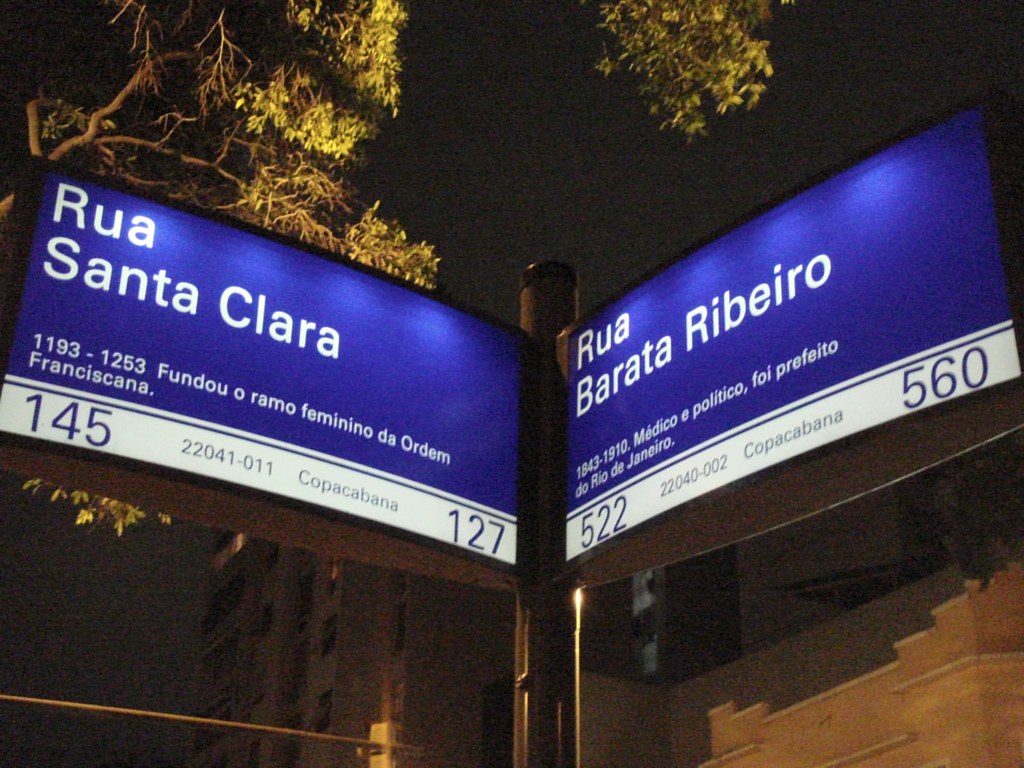 Rua
Santa Clara
1193 - 1253 Fundou o ramo feminino da Ordem
Franciscana.
145 22041-011 Copacabana 127
Rua
Barata Ribeiro
1843-1910. Médico e político, foi prefeito
do Rio de Janeiro.
522 22040-002 Copacabana 560